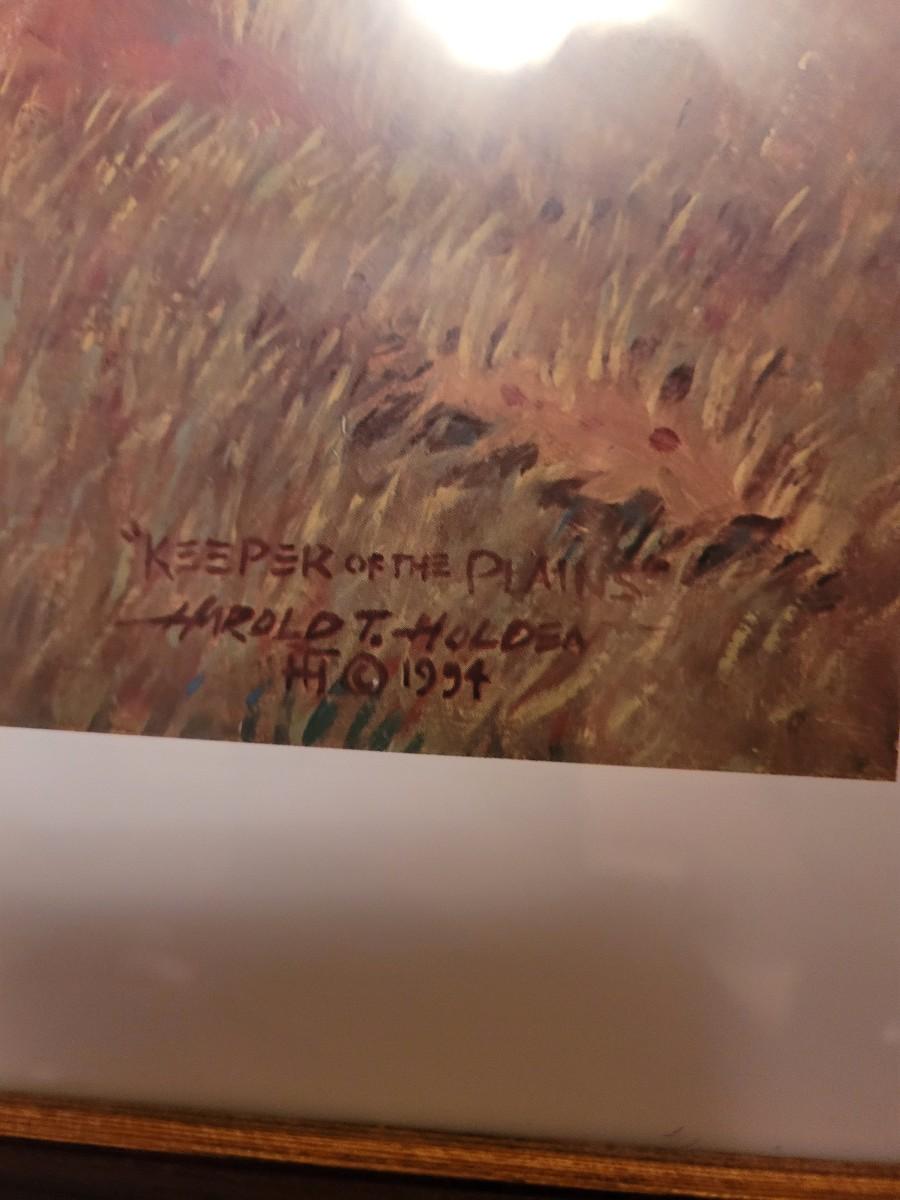 "KEEPER OF THE PLAINS"
HAROLD T. HOLDEN
HH © 1994